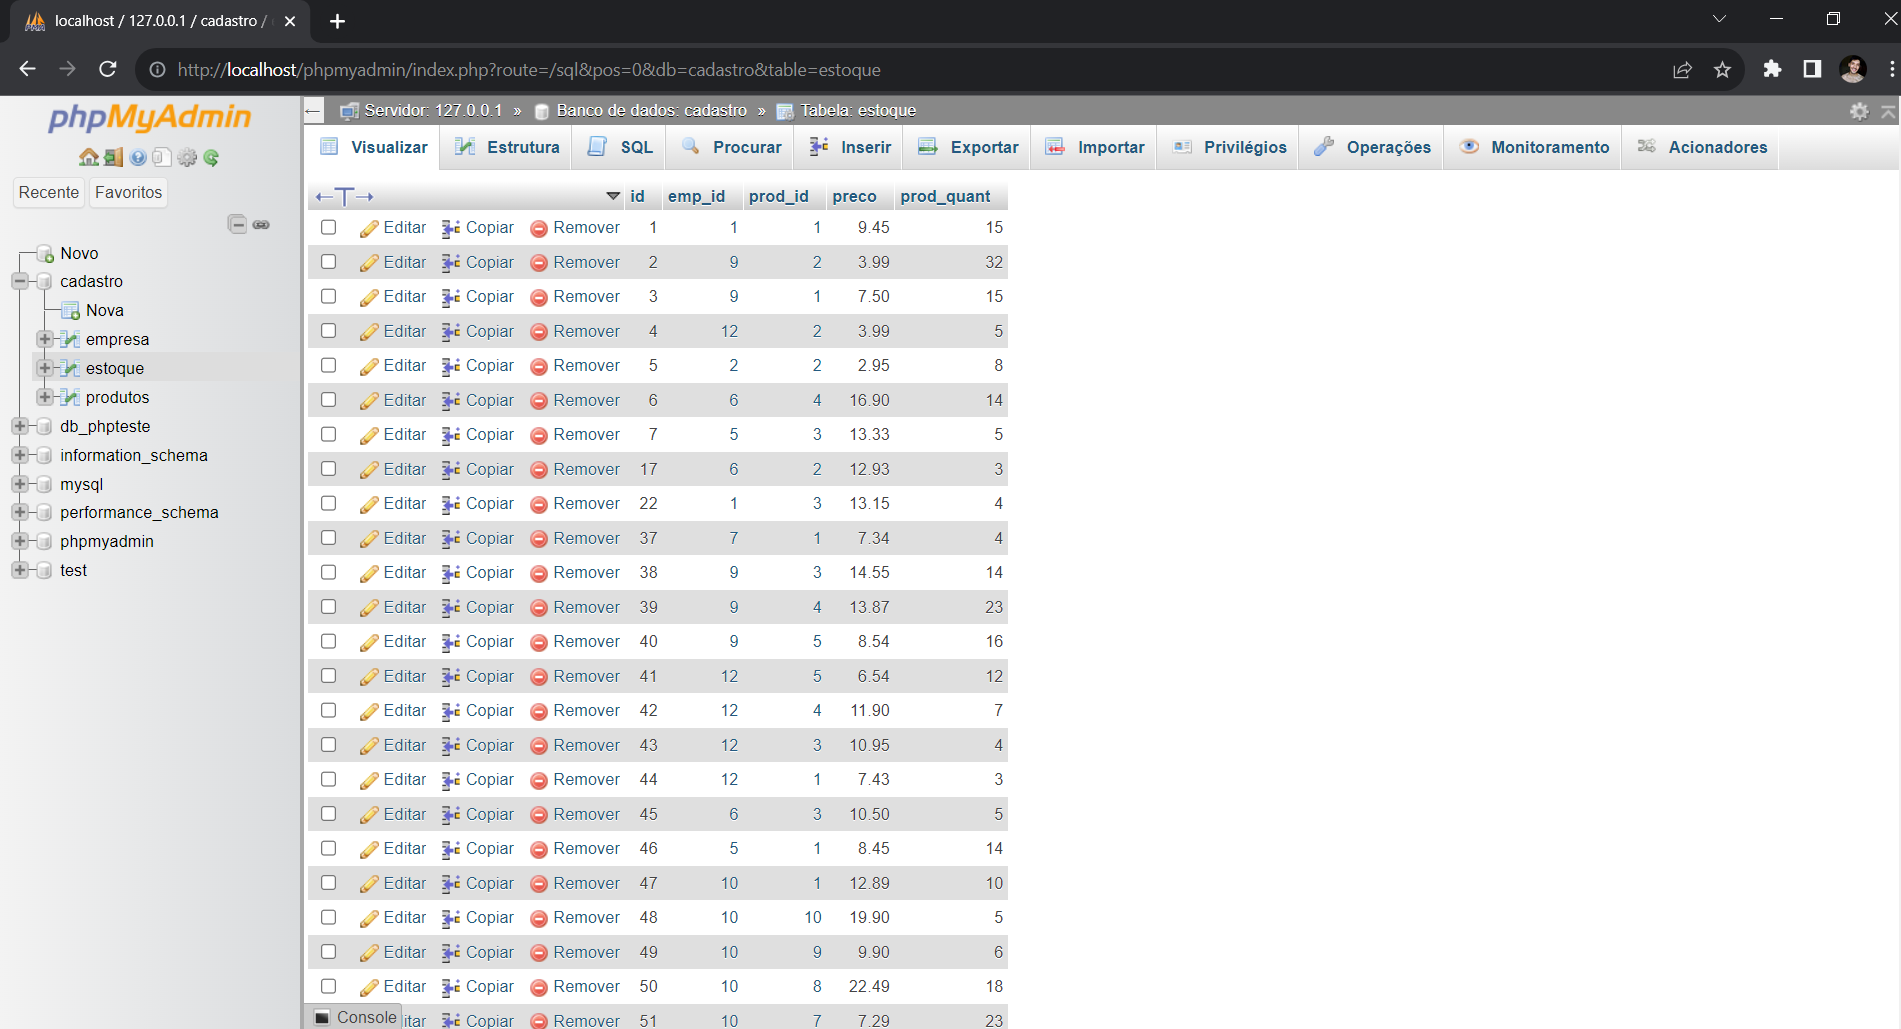 localhost / 127.0.0.1 / cadastro /
http://localhost/phpmyadmin/index.php?route=/sql&pos=0&db=cadastro&table=estoque
phpMyAdmin
Recente Favoritos
Novo
cadastro
Nova
empresa
estoque
produtos
db_phpteste
information_schema
mysql
performance_schema
phpmyadmin
test
Servidor: 127.0.0.1 » Banco de dados: cadastro » Tabela: estoque
Visualizar Estrutura SQL Procurar Inserir Exportar Importar Privilégios Operações Monitoramento Acionadores
id emp_id prod_id preco prod_quant
Editar Copiar Remover 1 1 1 9.45 15
Editar Copiar Remover 2 9 2 3.99 32
Editar Copiar Remover 3 9 1 7.50 15
Editar Copiar Remover 4 12 2 3.99 5
Editar Copiar Remover 5 2 2 2.95 8
Editar Copiar Remover 6 6 4 16.90 14
Editar Copiar Remover 7 5 3 13.33 5
Editar Copiar Remover 17 6 2 12.93 3
Editar Copiar Remover 22 1 3 13.15 4
Editar Copiar Remover 37 7 1 7.34 4
Editar Copiar Remover 38 9 3 14.55 14
Editar Copiar Remover 39 9 4 13.87 23
Editar Copiar Remover 40 9 5 8.54 16
Editar Copiar Remover 41 12 5 6.54 12
Editar Copiar Remover 42 12 4 11.90 7
Editar Copiar Remover 43 12 3 10.95 4
Editar Copiar Remover 44 12 1 7.43 3
Editar Copiar Remover 45 6 3 10.50 5
Editar Copiar Remover 46 5 1 8.45 14
Editar Copiar Remover 47 10 1 12.89 10
Editar Copiar Remover 48 10 10 19.90 5
Editar Copiar Remover 49 10 9 9.90 6
Editar Copiar Remover 50 10 8 22.49 18
Console itar Copiar Remover 51 10 7 7.29 23